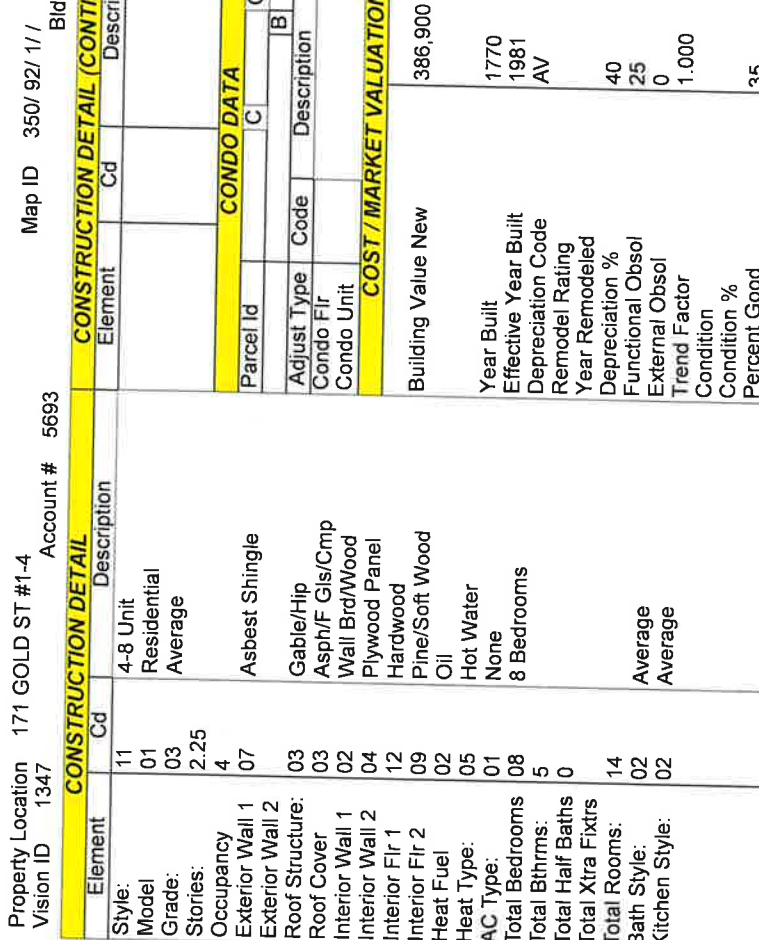 Property Location 171 GOLD ST #1-4
Map ID 350/ 92/ 1/ /
Vision ID 1347
Account # 5693
Bld
CONSTRUCTION DETAIL
CONSTRUCTION DETAIL (CONTI
Element Cd Description
Element Cd Descri
Style: 11 4-8 Unit
Model 01 Residential
Grade: 03 Average
Stories: 2.25
Occupancy 4
Exterior Wall 1 07 Asbest Shingle
Exterior Wall 2
Roof Structure: 03 Gable/Hip
Roof Cover 03 Asph/F Gls/Cmp
Interior Wall 1 02 Wall Brd/Wood
Interior Wall 2 04 Plywood Panel
Interior Flr 1 12 Hardwood
Interior Flr 2 09 Pine/Soft Wood
Heat Fuel 02 Oil
Heat Type: 05 Hot Water
AC Type: 01 None
Total Bedrooms 08 8 Bedrooms
Total Bthrms: 5
Total Half Baths 0
Total Xtra Fixtrs
Total Rooms: 14
Bath Style: 02 Average
Kitchen Style: 02 Average
CONDO DATA
Parcel Id C
B
Adjust Type Code Description
Condo Flr
Condo Unit
COST / MARKET VALUATION
Building Value New 386,900
Year Built 1770
Effective Year Built 1981
Depreciation Code AV
Remodel Rating
Year Remodeled
Depreciation % 40
Functional Obsol 25
External Obsol 0
Trend Factor 1.000
Condition
Condition %
Percent Good 35